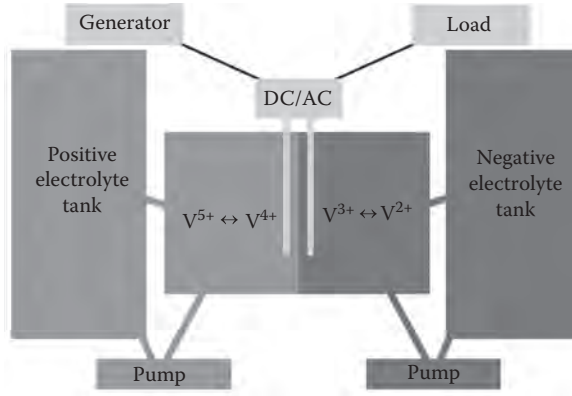 Generator
Load
DC/AC
Positive
electrolyte
tank
Negative
electrolyte
tank
V⁵⁺ ↔ V⁴⁺
V³⁺ ↔ V²⁺
Pump
Pump